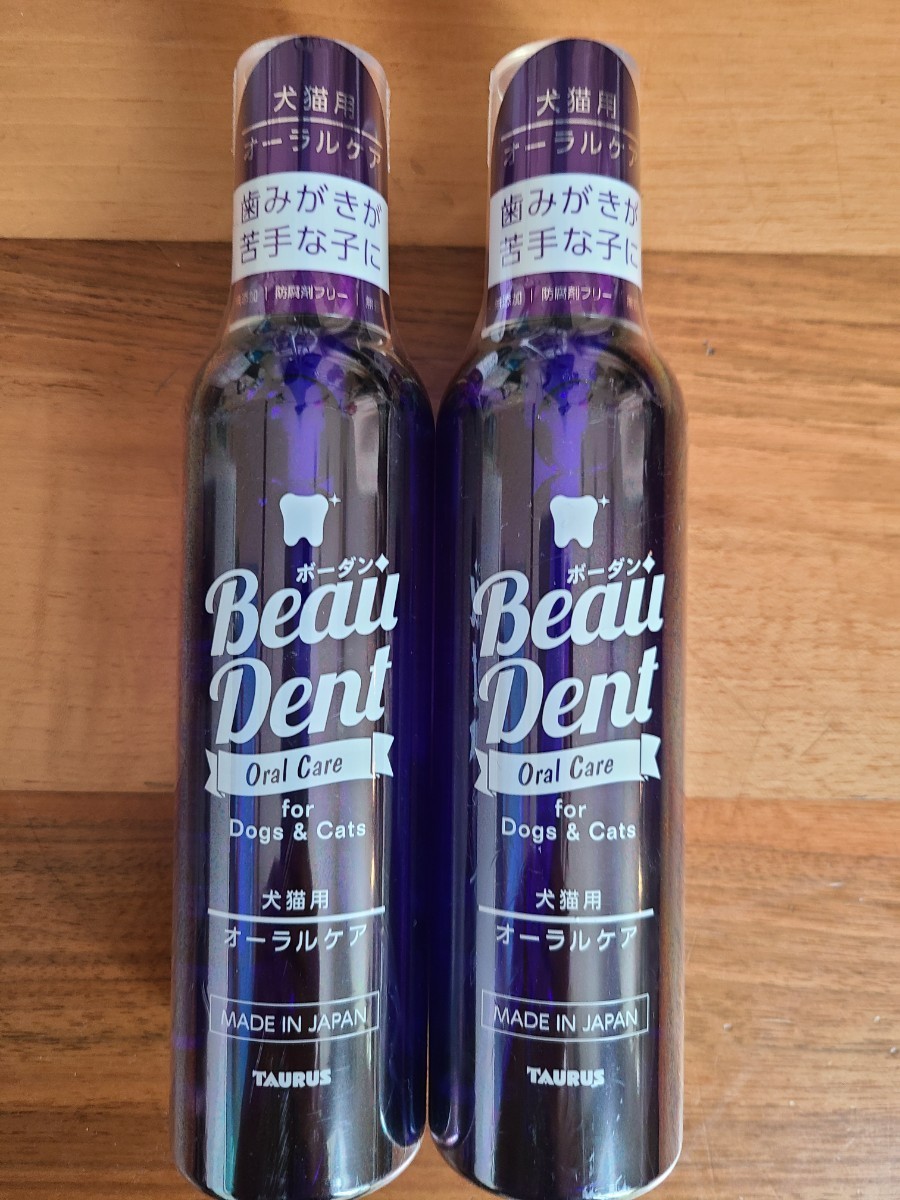 犬猫用
オーラルケア
歯みがきが
苦手な子に
防腐剤フリー
ボーダン
Beau
Dent
Oral Care
for
Dogs & Cats
犬猫用
オーラルケア
MADE IN JAPAN
TAURUS
犬猫用
オーラルケア
歯みがきが
苦手な子に
添加 | 防腐剤フリー
ボーダン
Beau
Dent
Oral Care
for
Dogs & Cats
犬猫用
オーラルケア
MADE IN JAPAN
TAURUS